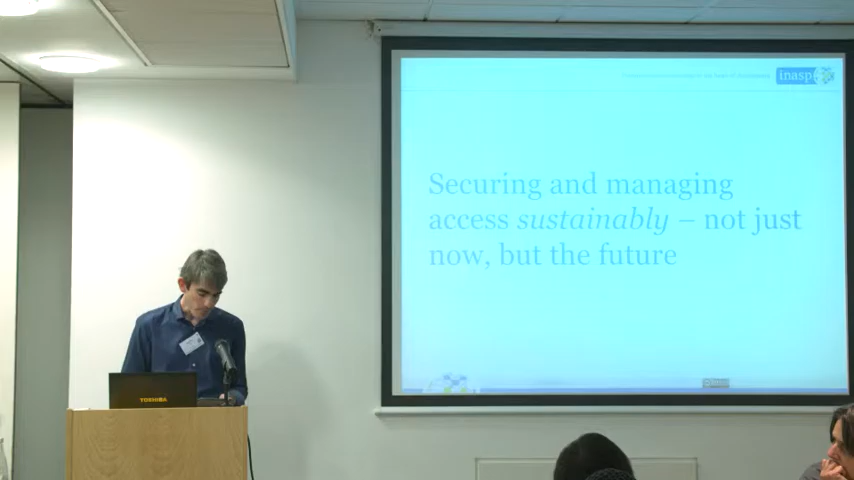 inasp
Securing and managing
access sustainably – not just
now, but the future
TOSHIBA